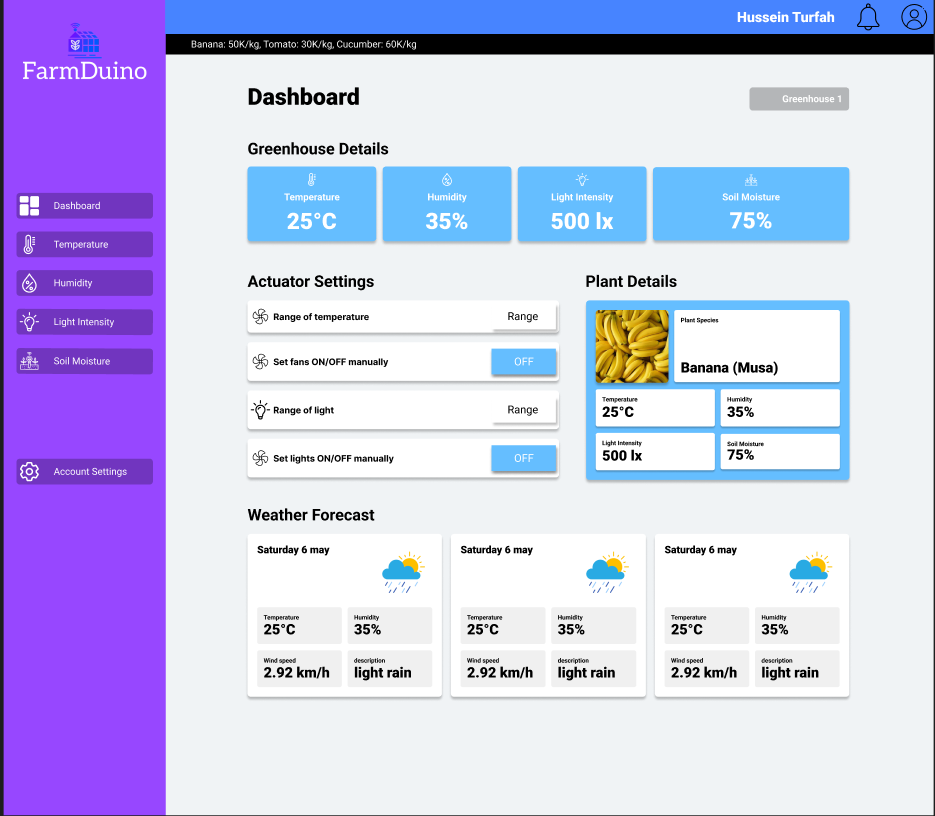 FarmDuino
Dashboard
Temperature
Humidity
Light Intensity
Soil Moisture
Account Settings
Hussein Turfah
Banana: 50K/kg, Tomato: 30K/kg, Cucumber: 60K/kg
Dashboard
Greenhouse 1
Greenhouse Details
Temperature
25°C
Humidity
35%
Light Intensity
500 lx
Soil Moisture
75%
Actuator Settings
Range of temperature
Range
Set fans ON/OFF manually
OFF
Range of light
Range
Set lights ON/OFF manually
OFF
Plant Details
Plant Species
Banana (Musa)
Temperature
25°C
Humidity
35%
Light Intensity
500 lx
Soil Moisture
75%
Weather Forecast
Saturday 6 may
Temperature
25°C
Humidity
35%
Wind speed
2.92 km/h
description
light rain
Saturday 6 may
Temperature
25°C
Humidity
35%
Wind speed
2.92 km/h
description
light rain
Saturday 6 may
Temperature
25°C
Humidity
35%
Wind speed
2.92 km/h
description
light rain